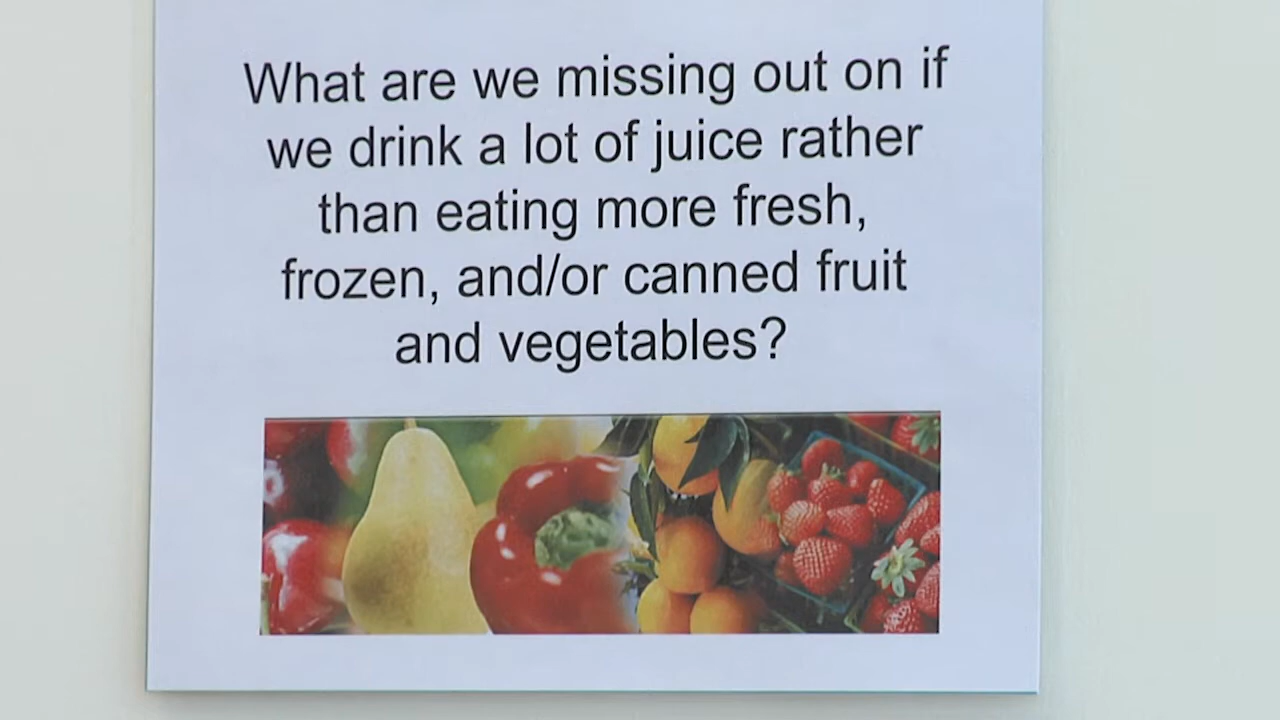 What are we missing out on if
we drink a lot of juice rather
than eating more fresh,
frozen, and/or canned fruit
and vegetables?